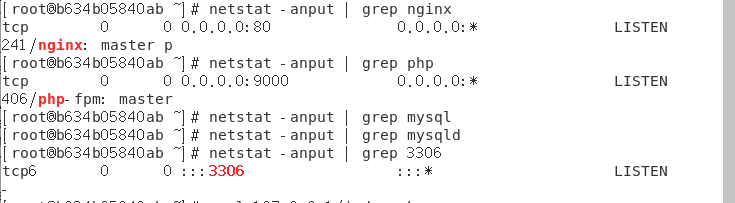 [root@b634b05840ab ~]# netstat -anput | grep nginx
tcp 0 0 0.0.0.0:80 0.0.0.0:* LISTEN
241/nginx: master p
[root@b634b05840ab ~]# netstat -anput | grep php
tcp 0 0 0.0.0.0:9000 0.0.0.0:* LISTEN
406/php-fpm: master
[root@b634b05840ab ~]# netstat -anput | grep mysql
[root@b634b05840ab ~]# netstat -anput | grep mysqld
[root@b634b05840ab ~]# netstat -anput | grep 3306
tcp6 0 0 :::3306 :::* LISTEN
-